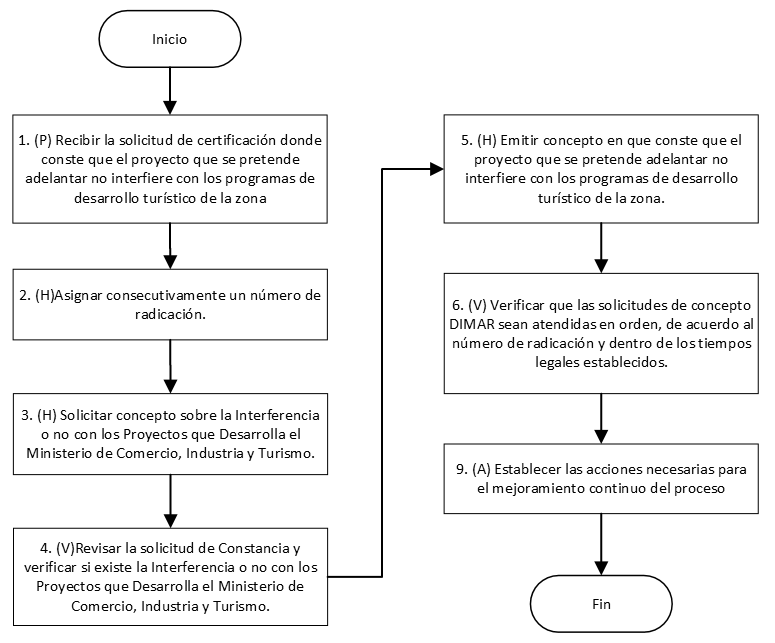 Inicio
1. (P) Recibir la solicitud de certificación donde
conste que el proyecto que se pretende
adelantar no interfiere con los programas de
desarrollo turístico de la zona
2. (H)Asignar consecutivamente un número de
radicación.
3. (H) Solicitar concepto sobre la Interferencia
o no con los Proyectos que Desarrolla el
Ministerio de Comercio, Industria y Turismo.
4. (V)Revisar la solicitud de Constancia y
verificar si existe la Interferencia o no con los
Proyectos que Desarrolla el Ministerio de
Comercio, Industria y Turismo.
5. (H) Emitir concepto en que conste que el
proyecto que se pretende adelantar no
interfiere con los programas de desarrollo
turístico de la zona.
6. (V) Verificar que las solicitudes de concepto
DIMAR sean atendidas en orden, de acuerdo al
número de radicación y dentro de los tiempos
legales establecidos.
9. (A) Establecer las acciones necesarias para
el mejoramiento continuo del proceso
Fin